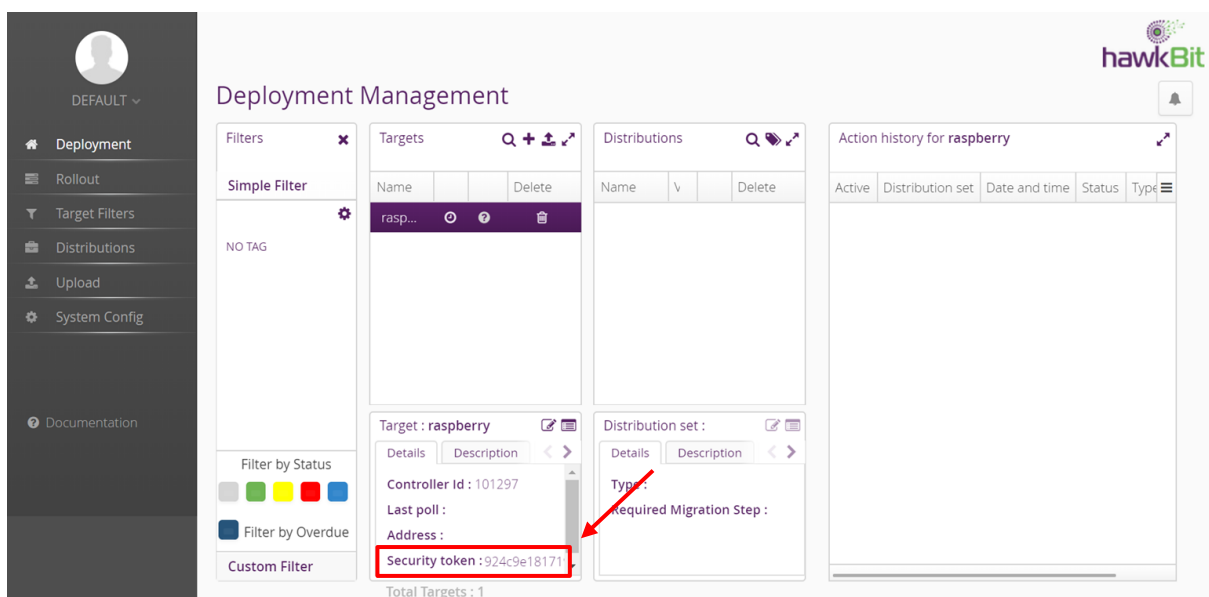 hawkBit
DEFAULT
Deployment Management
Deployment
Rollout
Target Filters
Distributions
Upload
System Config
Documentation
Filters
Simple Filter
NO TAG
Filter by Status
Filter by Overdue
Custom Filter
Targets
Name Delete
rasp...
Target : raspberry
Details Description
Controller Id : 101297
Last poll :
Address :
Security token : 924c9e18171
Total Targets : 1
Distributions
Name V Delete
Distribution set :
Details Description
Type :
Required Migration Step :
Action history for raspberry
Active Distribution set Date and time Status Type